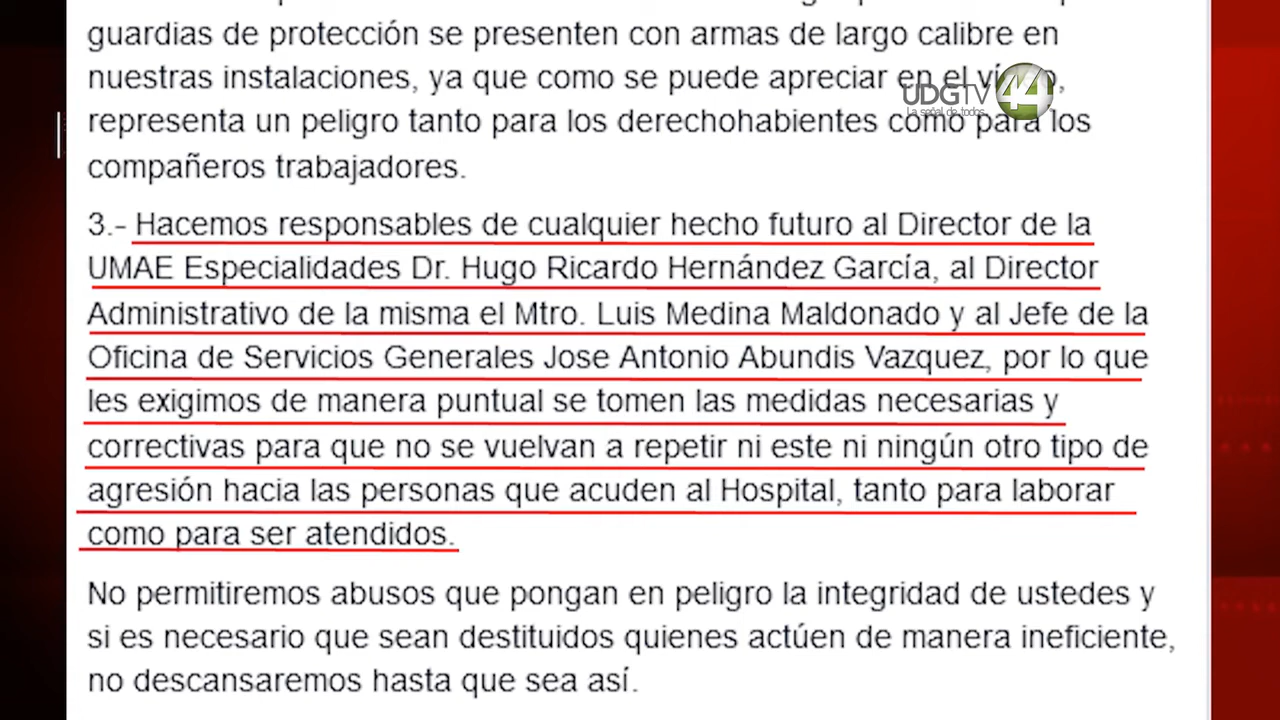 guardias de protección se presenten con armas de largo calibre en
nuestras instalaciones, ya que como se puede apreciar en el
representa un peligro tanto para los derechohabientes como para los
compañeros trabajadores.
3.- Hacemos responsables de cualquier hecho futuro al Director de la
UMAE Especialidades Dr. Hugo Ricardo Hernández García, al Director
Administrativo de la misma el Mtro. Luis Medina Maldonado y al Jefe de la
Oficina de Servicios Generales Jose Antonio Abundis Vazquez, por lo que
les exigimos de manera puntual se tomen las medidas necesarias y
correctivas para que no se vuelvan a repetir ni este ni ningún otro tipo de
agresión hacia las personas que acuden al Hospital, tanto para laborar
como para ser atendidos.
No permitiremos abusos que pongan en peligro la integridad de ustedes y
si es necesario que sean destituidos quienes actúen de manera ineficiente,
no descansaremos hasta que sea así.
UDGTV 44
La señal de todos